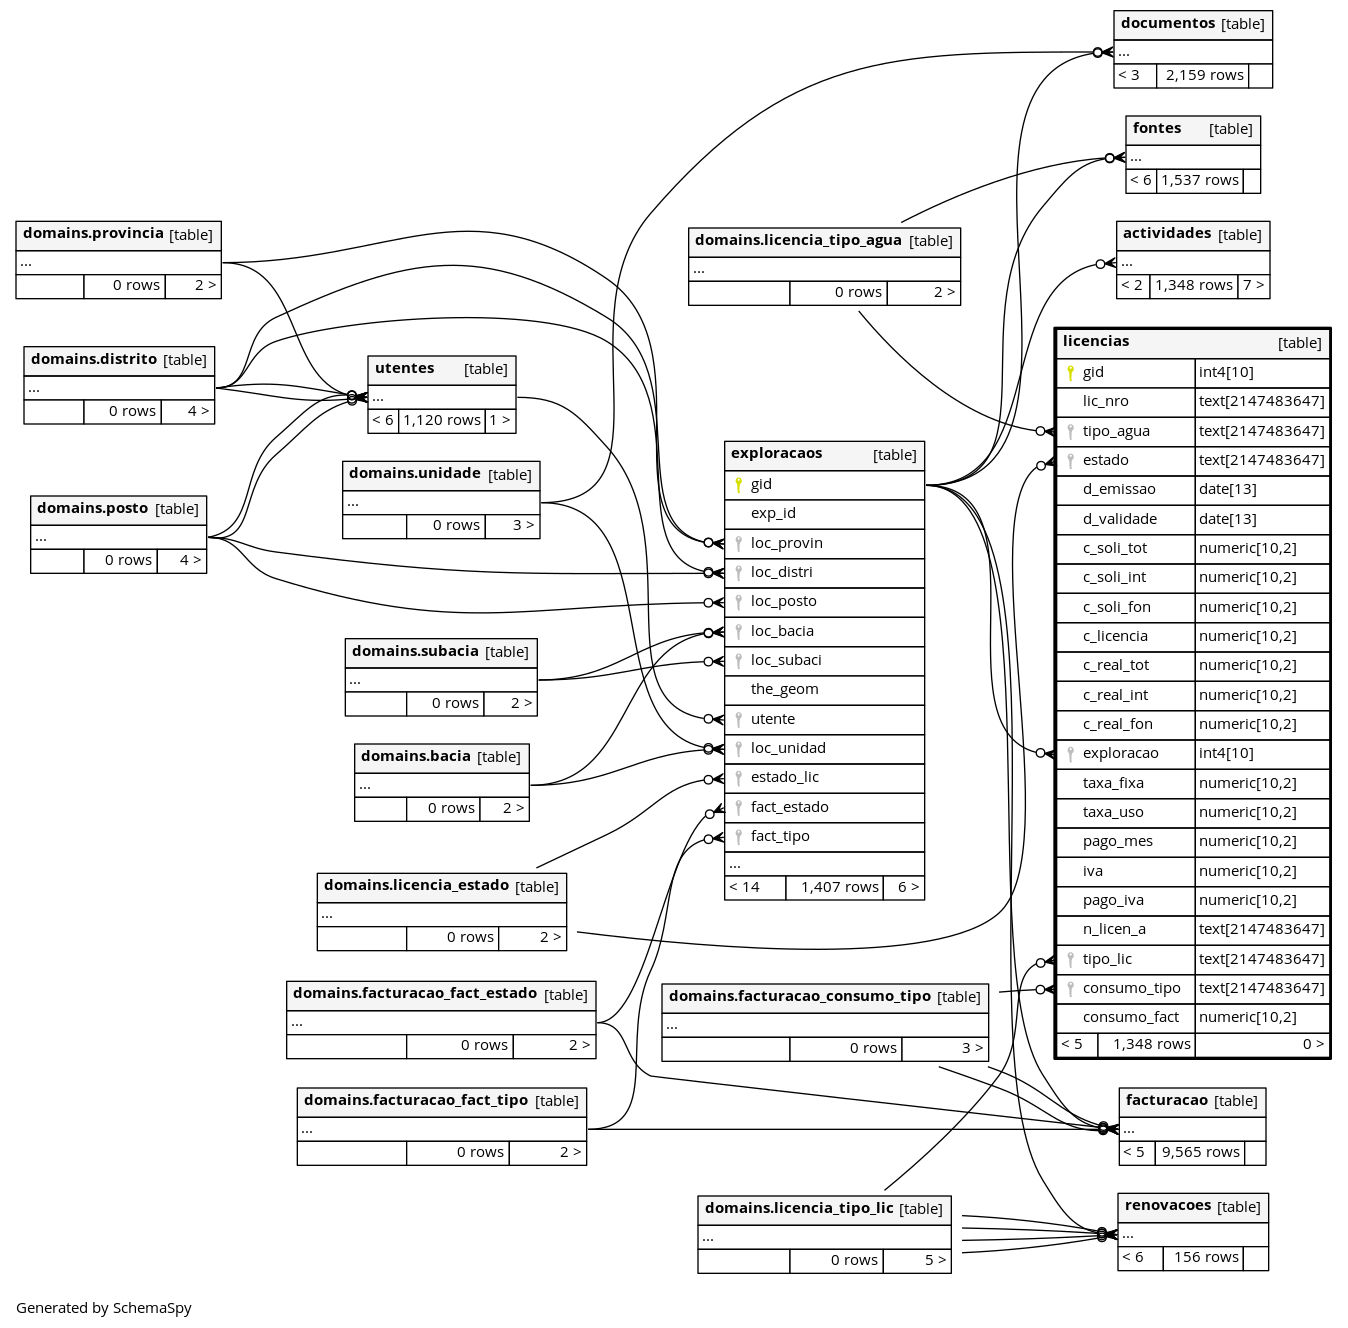 documentos [table]
...
< 3 2,159 rows
fontes [table]
...
< 6 1,537 rows
domains.provincia [table]
...
0 rows 2 >
domains.licencia_tipo_agua [table]
...
0 rows 2 >
actividades [table]
...
< 2 1,348 rows 7 >
domains.distrito [table]
...
0 rows 4 >
utentes [table]
...
< 6 1,120 rows 1 >
domains.unidade [table]
...
0 rows 3 >
domains.posto [table]
...
0 rows 4 >
domains.subacia [table]
...
0 rows 2 >
domains.bacia [table]
...
0 rows 2 >
domains.licencia_estado [table]
...
0 rows 2 >
domains.facturacao_fact_estado [table]
...
0 rows 2 >
domains.facturacao_fact_tipo [table]
...
0 rows 2 >
exploracaos [table]
gid
exp_id
loc_provin
loc_distri
loc_posto
loc_bacia
loc_subaci
the_geom
utente
loc_unidad
estado_lic
fact_estado
fact_tipo
...
< 14 1,407 rows 6 >
domains.facturacao_consumo_tipo [table]
...
0 rows 3 >
domains.licencia_tipo_lic [table]
...
0 rows 5 >
licencias [table]
gid int4[10]
lic_nro text[2147483647]
tipo_agua text[2147483647]
estado text[2147483647]
d_emissao date[13]
d_validade date[13]
c_soli_tot numeric[10,2]
c_soli_int numeric[10,2]
c_soli_fon numeric[10,2]
c_licencia numeric[10,2]
c_real_tot numeric[10,2]
c_real_int numeric[10,2]
c_real_fon numeric[10,2]
exploracao int4[10]
taxa_fixa numeric[10,2]
taxa_uso numeric[10,2]
pago_mes numeric[10,2]
iva numeric[10,2]
pago_iva numeric[10,2]
n_licen_a text[2147483647]
tipo_lic text[2147483647]
consumo_tipo text[2147483647]
consumo_fact numeric[10,2]
< 5 1,348 rows 0 >
facturacao [table]
...
< 5 9,565 rows
renovacoes [table]
...
< 6 156 rows
Generated by SchemaSpy